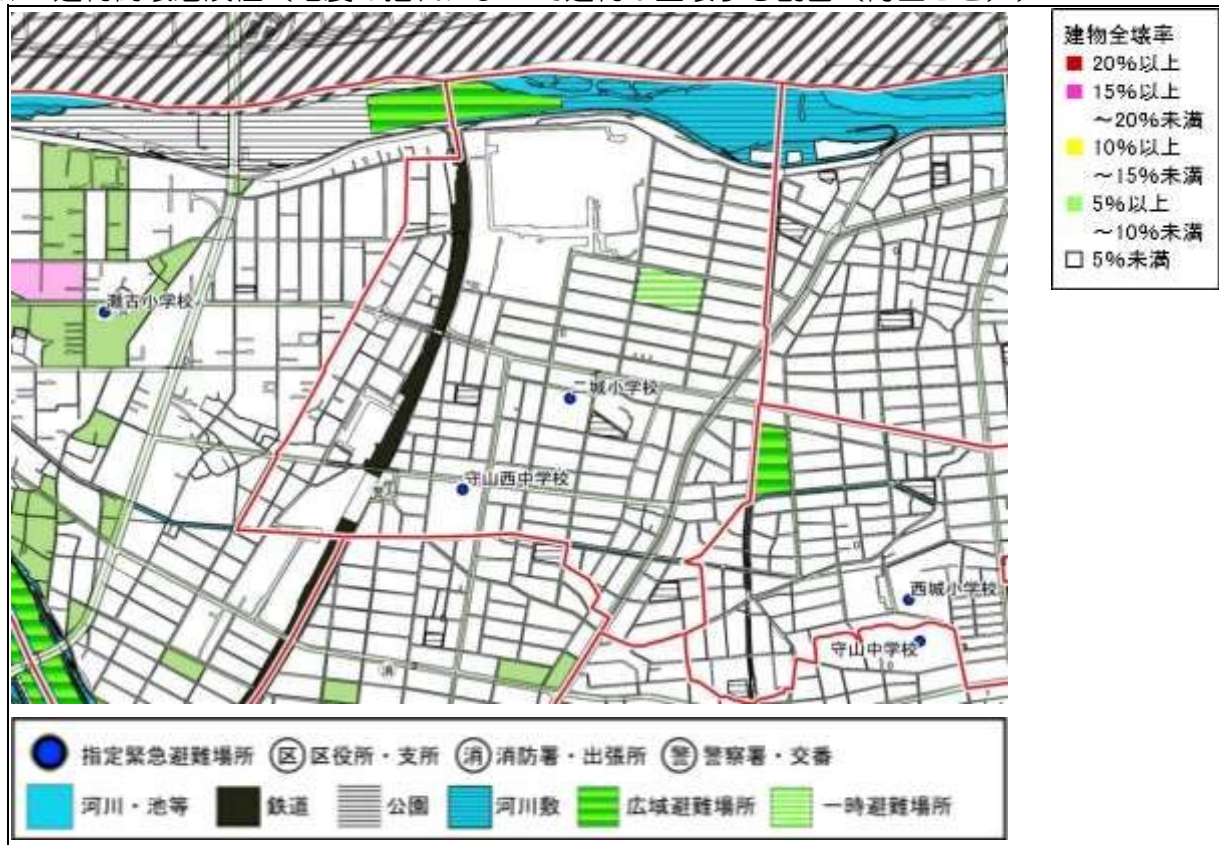 建物全壊率
20%以上
15%以上
～20%未満
10%以上
～15%未満
5%以上
～10%未満
5%未満
小学校
二城小学校
守山西中学校
西城小学校
守山中学校
消
指定緊急避難場所 区 区役所・支所 消 消防署・出張所 警 警察署・交番
河川・池等 鉄道 公園 河川敷 広域避難場所 一時避難場所